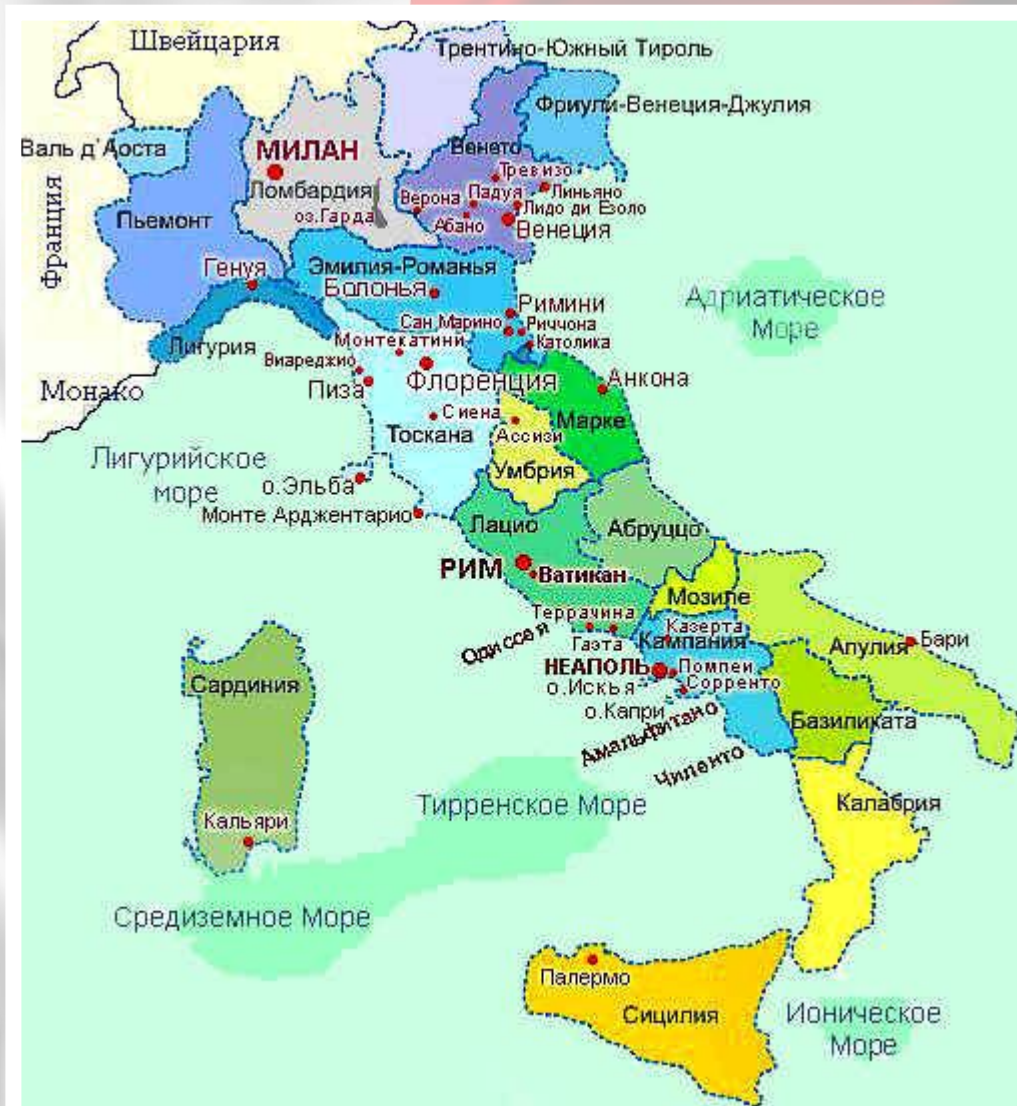 Швейцария
Трентино-Южный Тироль
Фриули-Венеция-Джулия
Валь д'Аоста
МИЛАН
Венето
Тревизо
Ломбардия
Верона
Падуя
Линьяно
Лидо ди Езоло
оз.Гарда
Абано
Венеция
Франция
Пьемонт
Генуя
Эмилия-Романья
Болонья
Адриатическое
Море
Римини
Сан Марино
Риччона
Католика
Лигурия
Монтекатини
Виареджио
Флоренция
Пиза
Анкона
Монако
Сиена
Марке
Тоскана
Ассизи
Умбрия
Лигурийское
море
о.Эльба
Монте Арджентарио
Лацио
Абруццо
РИМ
Ватикан
Мозиле
Террачина
Одиссея
Гаэта
Казерта
Кампания
Апулия
Бари
НЕАПОЛЬ
Помпеи
о.Искья
Сорренто
о.Капри
Сардиния
Амальфитано
Базиликата
Чиленто
Тирренское Море
Калабрия
Кальяри
Средиземное Море
Палермо
Сицилия
Ионическое
Море